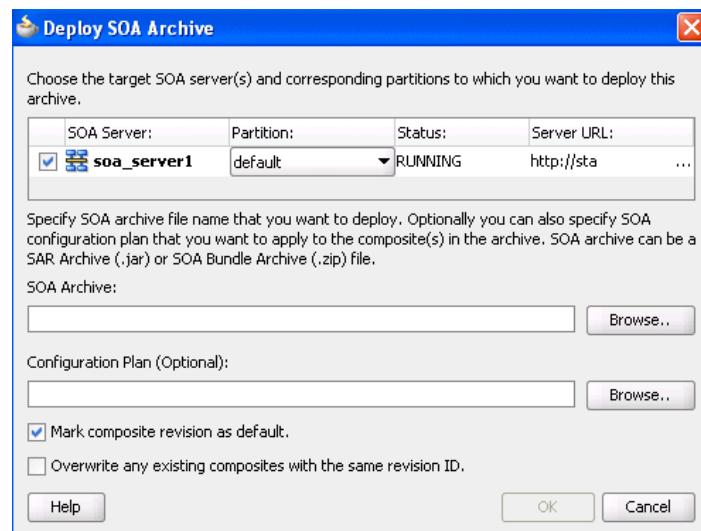 Deploy SOA Archive
Choose the target SOA server(s) and corresponding partitions to which you want to deploy this
archive.
SOA Server: Partition: Status: Server URL:
soa_server1 default RUNNING http://sta ...
Specify SOA archive file name that you want to deploy. Optionally you can also specify SOA
configuration plan that you want to apply to the composite(s) in the archive. SOA archive can be a
SAR Archive (.jar) or SOA Bundle Archive (.zip) file.
SOA Archive:
Browse..
Configuration Plan (Optional):
Browse..
Mark composite revision as default.
Overwrite any existing composites with the same revision ID.
Help OK Cancel